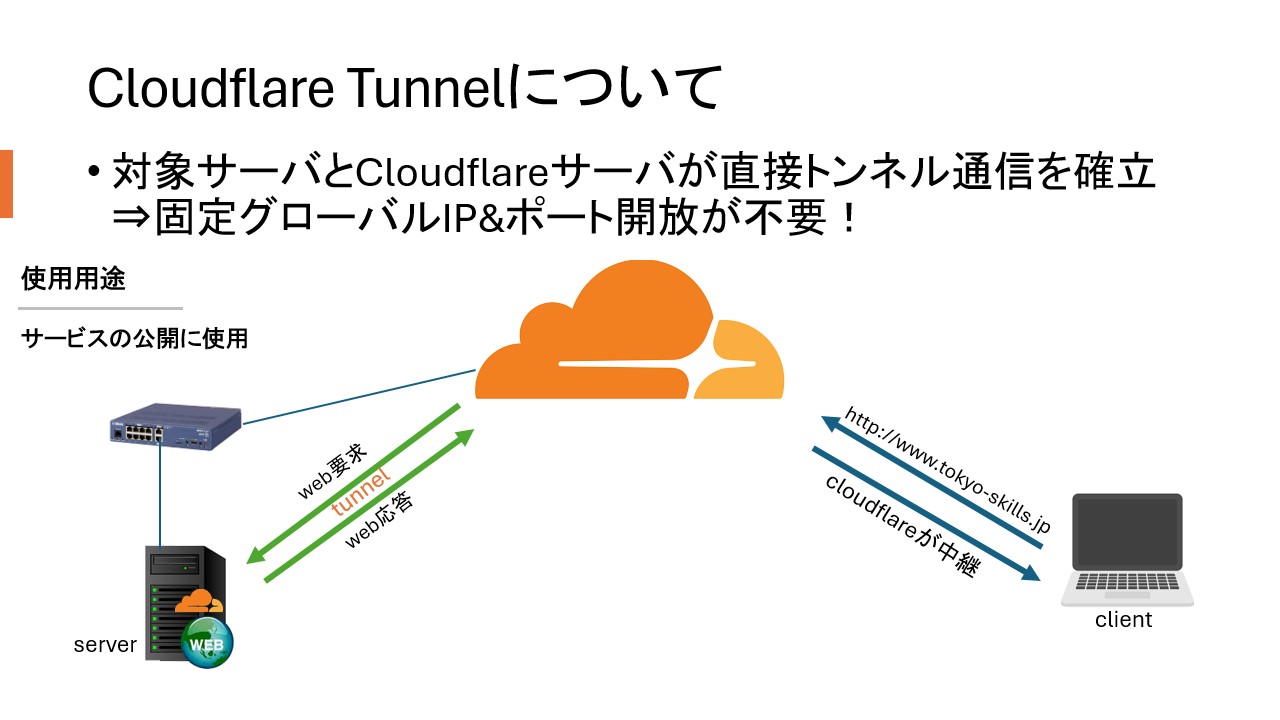 Cloudflare Tunnelについて
• 対象サーバとCloudflareサーバが直接トンネル通信を確立
⇒固定グローバルIP&ポート開放が不要！
使用用途
サービスの公開に使用
web要求
tunnel
web応答
http://www.tokyo-skills.jp
cloudflareが中継
server
WEB
client